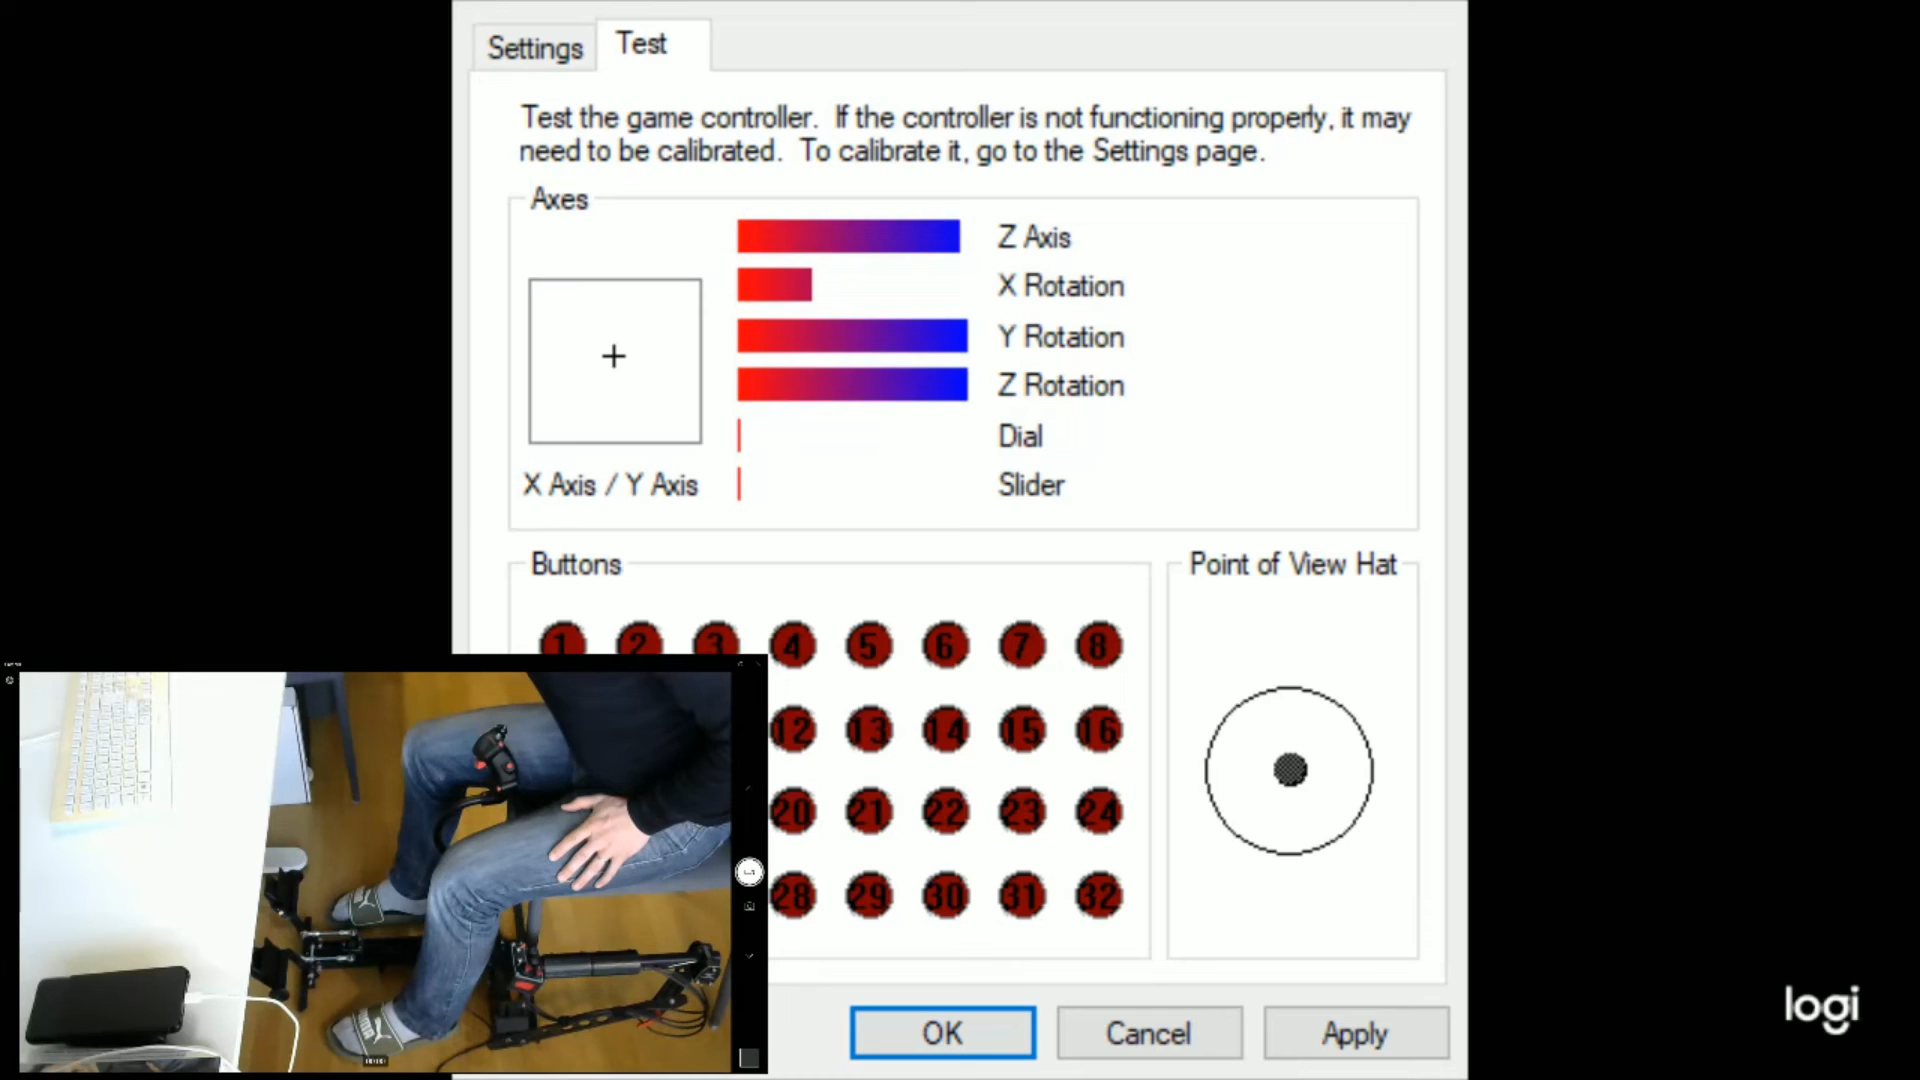 Settings
Test
Test the game controller. If the controller is not functioning properly, it may
need to be calibrated. To calibrate it, go to the Settings page.
Axes
Z Axis
X Rotation
Y Rotation
Z Rotation
Dial
X Axis / Y Axis
Slider
Buttons
Point of View Hat
1 2 3 4 5 6 7 8
12 13 14 15 16
20 21 22 23 24
28 29 30 31 32
PUMA
OK
Cancel
Apply
logi